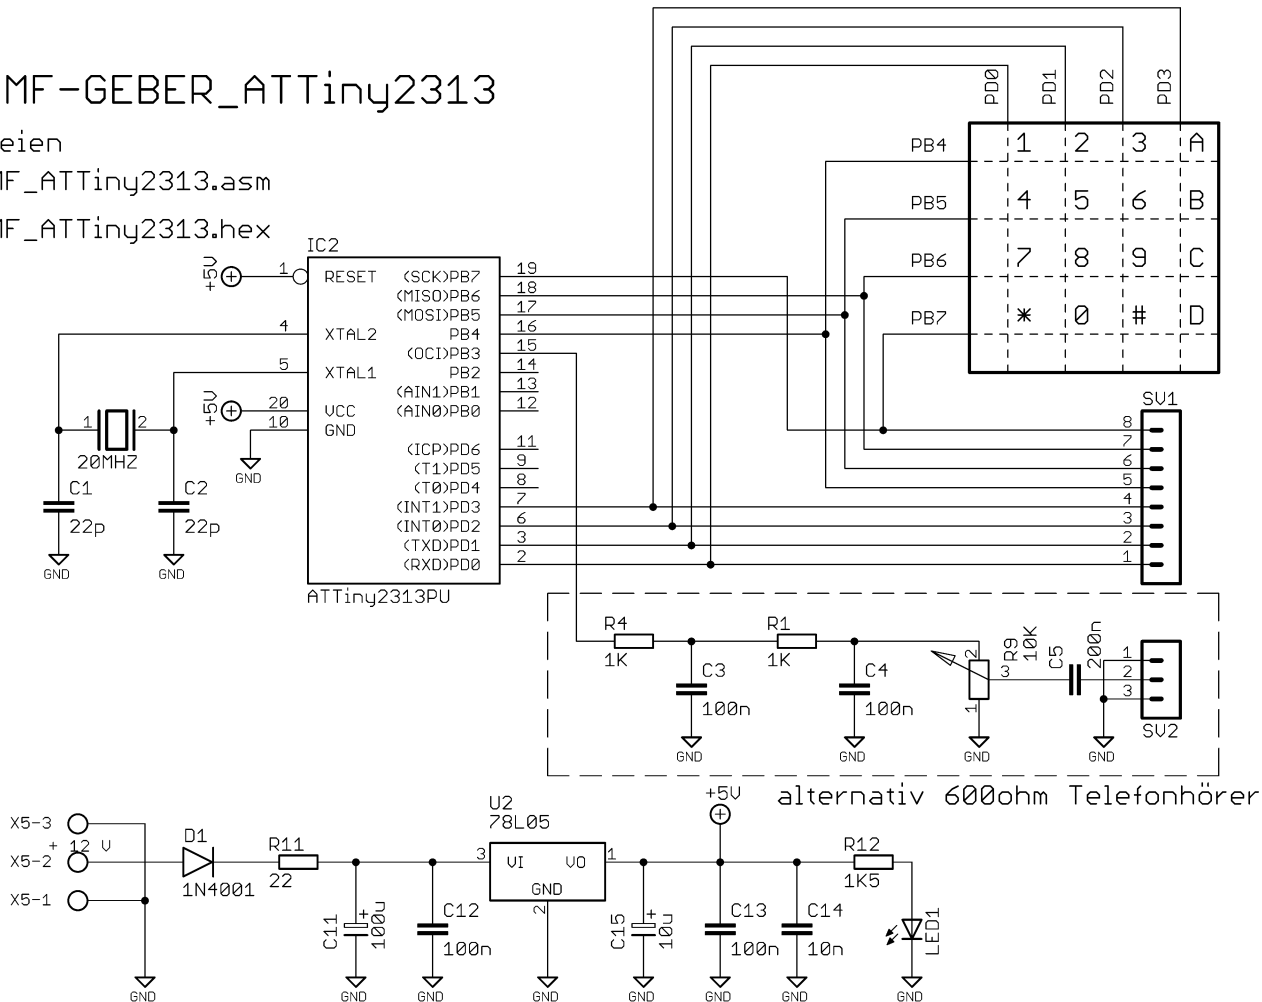 MF-GEBER_ATTiny2313
eien
MF_ATTiny2313.asm
MF_ATTiny2313.hex
PD0
PD1
PD2
PD3
PB4
PB5
PB6
PB7
1 2 3 A
4 5 6 B
7 8 9 C
* 0 # D
IC2
+5V
1 RESET
4 XTAL2
5 XTAL1
+5V
20 VCC
10 GND
GND
(SCK)PB7 19
(MISO)PB6 18
(MOSI)PB5 17
PB4 16
(OCI)PB3 15
PB2 14
(AIN1)PB1 13
(AIN0)PB0 12
(ICP)PD6 11
(T1)PD5 9
(T0)PD4 8
(INT1)PD3 7
(INT0)PD2 6
(TXD)PD1 3
(RXD)PD0 2
ATTiny2313PU
1 2
20MHZ
C1
22p
GND
C2
22p
GND
SV1
8
7
6
5
4
3
2
1
R4
1K
C3
100n
GND
R1
1K
C4
100n
GND
2
3
1
R9
10K
GND
C5
200n
1
2
3
SV2
GND
alternativ 600ohm Telefonhörer
X5-3
+ 12 V
X5-2
X5-1
GND
D1
1N4001
R11
22
C11
+
100u
GND
C12
100n
GND
U2
78L05
3 VI VO 1
GND
2
GND
C15
+
10u
GND
+5V
C13
100n
GND
C14
10n
GND
R12
1K5
LED1
GND